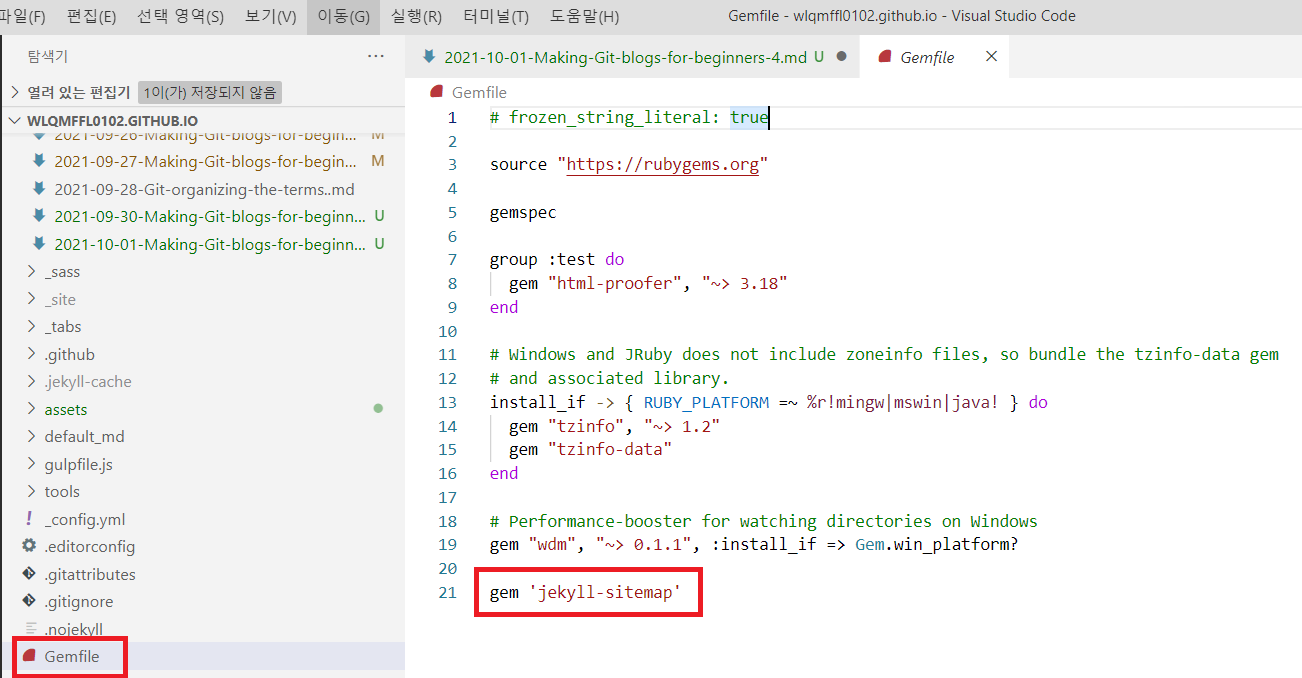 파일(F) 편집(E) 선택 영역(S) 보기(V) 이동(G) 실행(R) 터미널(T) 도움말(H) Gemfile - wlqmffl0102.github.io - Visual Studio Code
탐색기 ...
열려 있는 편집기 1이(가) 저장되지 않음
WLQMFFL0102.GITHUB.IO
2021-09-26-Making-Git-blogs-for-begin... M
2021-09-27-Making-Git-blogs-for-begin... M
2021-09-28-Git-organizing-the-terms..md
2021-09-30-Making-Git-blogs-for-beginn... U
2021-10-01-Making-Git-blogs-for-beginn... U
_sass
_site
_tabs
.github
.jekyll-cache
assets
default_md
gulpfile.js
tools
_config.yml
.editorconfig
.gitattributes
.gitignore
.nojekyll
Gemfile
2021-10-01-Making-Git-blogs-for-beginners-4.md U Gemfile
Gemfile
1 # frozen_string_literal: true
2
3 source "https://rubygems.org"
4
5 gemspec
6
7 group :test do
8 gem "html-proofer", "~> 3.18"
9 end
10
11 # Windows and JRuby does not include zoneinfo files, so bundle the tzinfo-data gem
12 # and associated library.
13 install_if -> { RUBY_PLATFORM =~ %r!mingw|mswin|java! } do
14 gem "tzinfo", "~> 1.2"
15 gem "tzinfo-data"
16 end
17
18 # Performance-booster for watching directories on Windows
19 gem "wdm", "~> 0.1.1", :install_if => Gem.win_platform?
20
21 gem 'jekyll-sitemap'